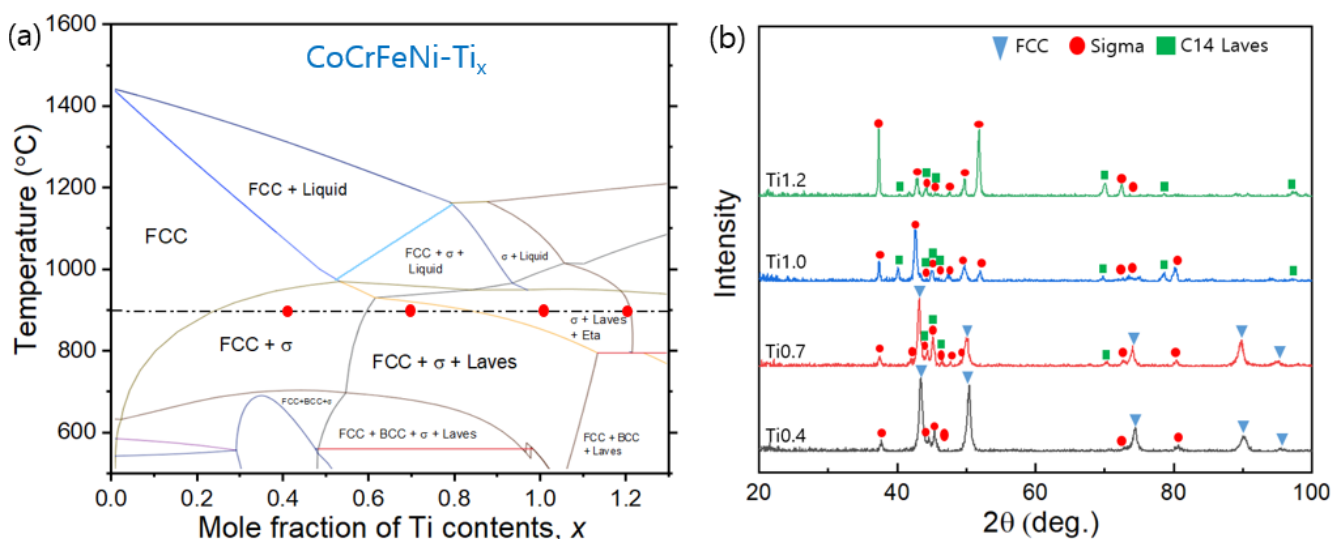 (a)
CoCrFeNi-Tix
1600
1400
1200
1000
800
600
Temperature (°C)
FCC + Liquid
FCC
FCC + σ +
Liquid
σ + Liquid
σ + Laves
+ Eta
FCC + σ
FCC + σ + Laves
FCC+BCC+σ
FCC + BCC + σ + Laves
FCC + BCC
+ Laves
0.0 0.2 0.4 0.6 0.8 1.0 1.2
Mole fraction of Ti contents, x
(b)
FCC Sigma C14 Laves
Intensity
Ti1.2
Ti1.0
Ti0.7
Ti0.4
20 40 60 80 100
2θ (deg.)